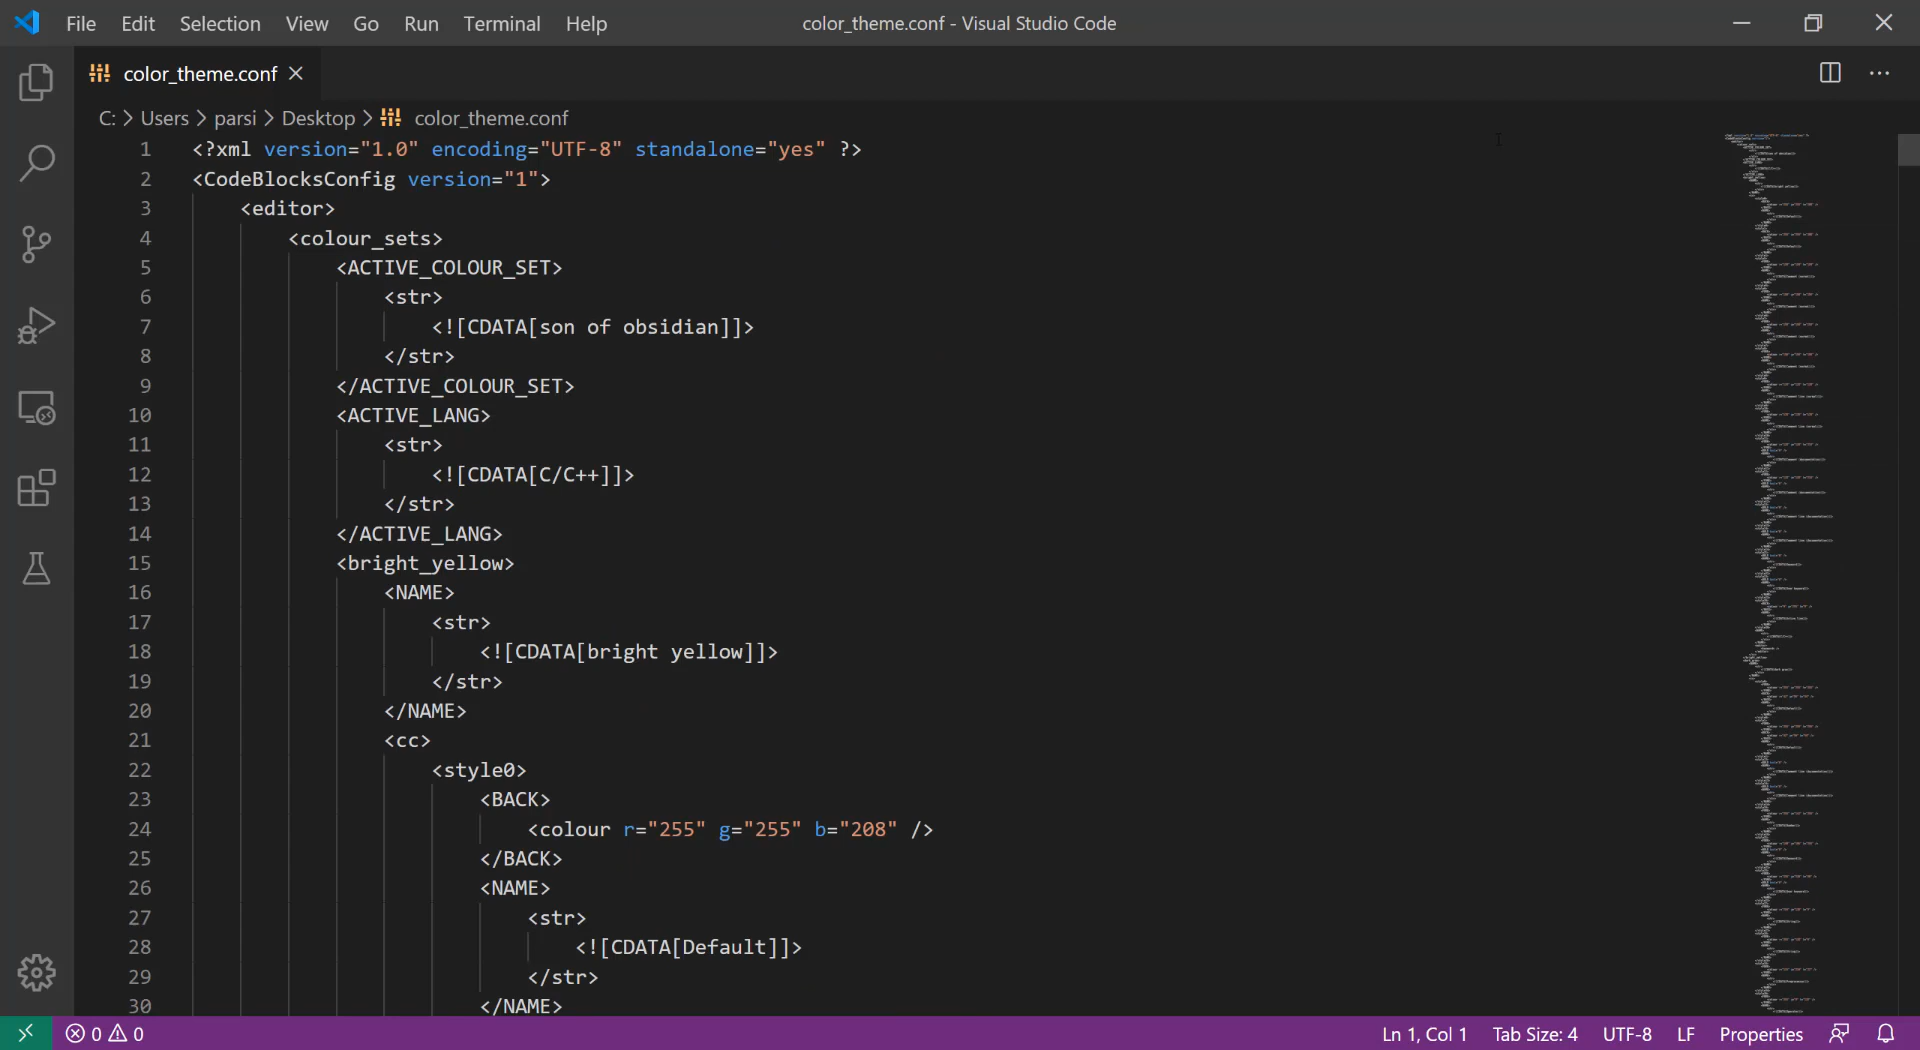 File Edit Selection View Go Run Terminal Help color_theme.conf - Visual Studio Code
color_theme.conf
C: > Users > parsi > Desktop > color_theme.conf
1 <?xml version="1.0" encoding="UTF-8" standalone="yes" ?>
2 <CodeBlocksConfig version="1">
3 <editor>
4 <colour_sets>
5 <ACTIVE_COLOUR_SET>
6 <str>
7 <![CDATA[son of obsidian]]>
8 </str>
9 </ACTIVE_COLOUR_SET>
10 <ACTIVE_LANG>
11 <str>
12 <![CDATA[C/C++]]>
13 </str>
14 </ACTIVE_LANG>
15 <bright_yellow>
16 <NAME>
17 <str>
18 <![CDATA[bright yellow]]>
19 </str>
20 </NAME>
21 <cc>
22 <style0>
23 <BACK>
24 <colour r="255" g="255" b="208" />
25 </BACK>
26 <NAME>
27 <str>
28 <![CDATA[Default]]>
29 </str>
30 </NAME>
0 0 Ln 1, Col 1 Tab Size: 4 UTF-8 LF Properties